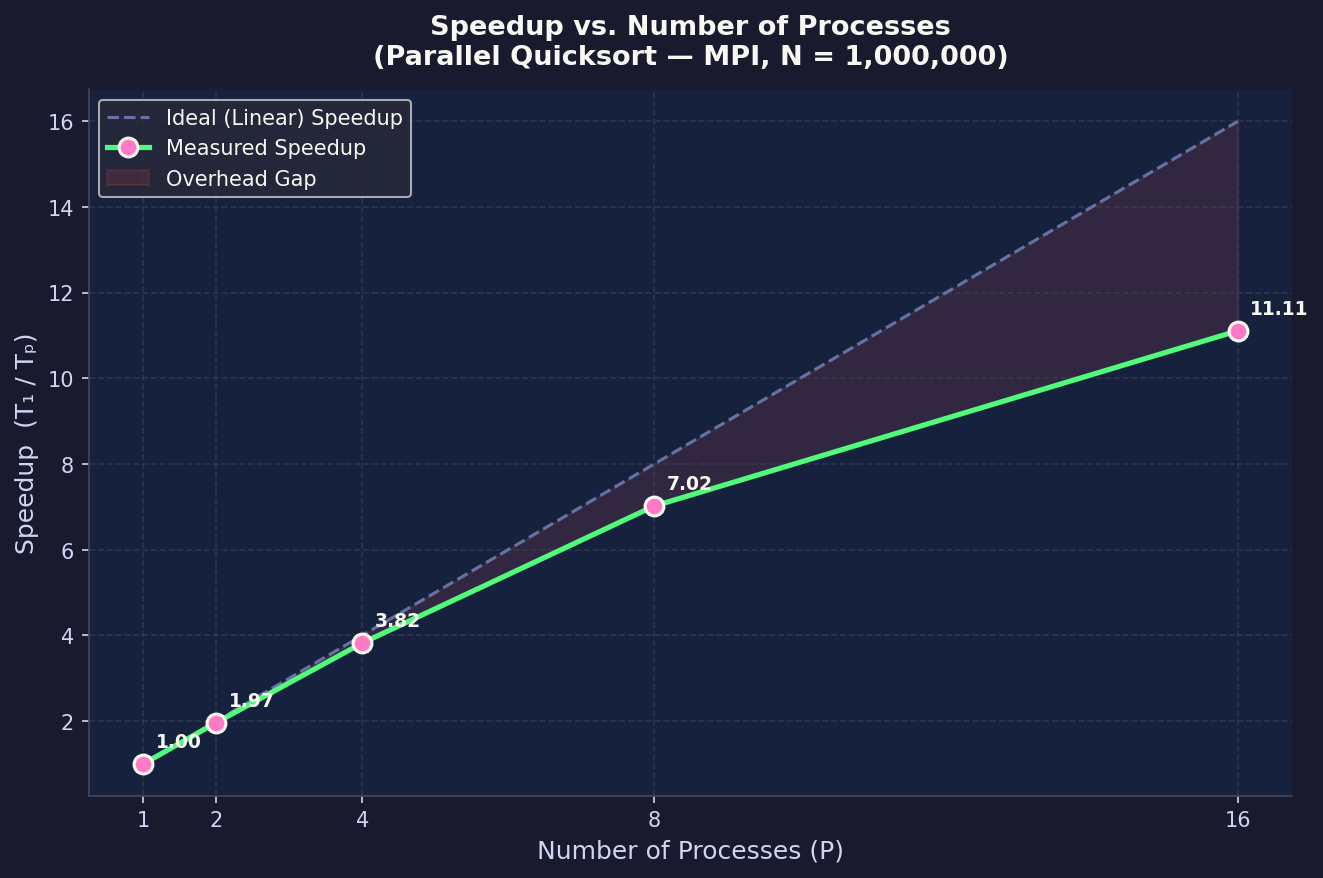 Speedup vs. Number of Processes
(Parallel Quicksort — MPI, N = 1,000,000)
Ideal (Linear) Speedup
Measured Speedup
Overhead Gap
Speedup (T₁ / Tₚ)
16
14
12
10
8
6
4
2
1.00
1.97
3.82
7.02
11.11
1 2 4 8 16
Number of Processes (P)